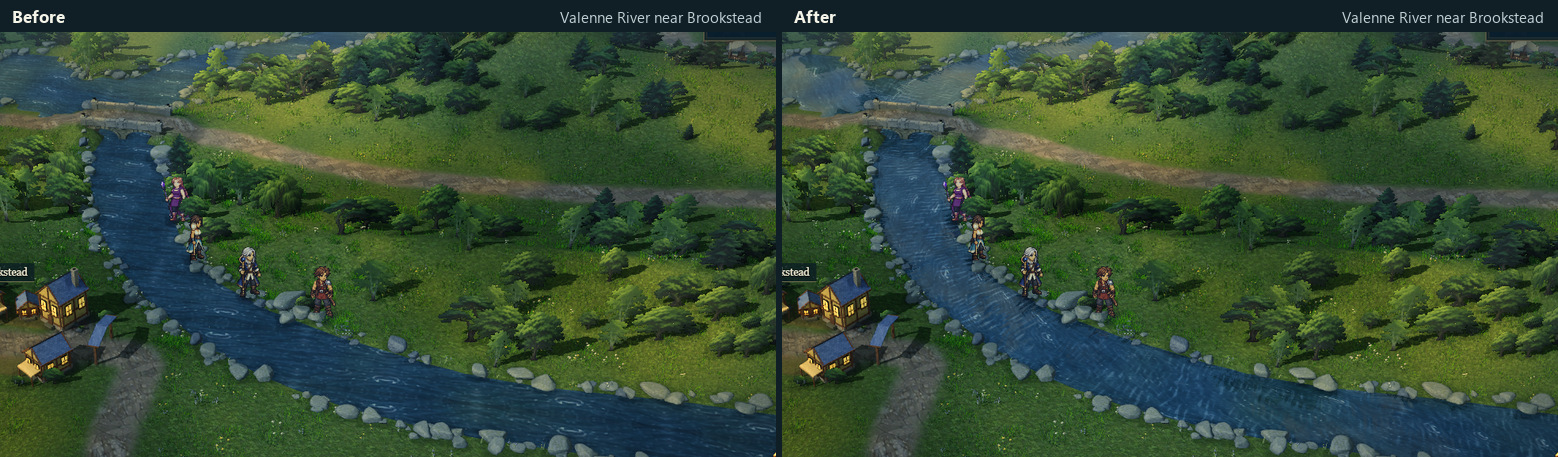 Before
Valenne River near Brookstead
After
Valenne River near Brookstead
kstead
kstead